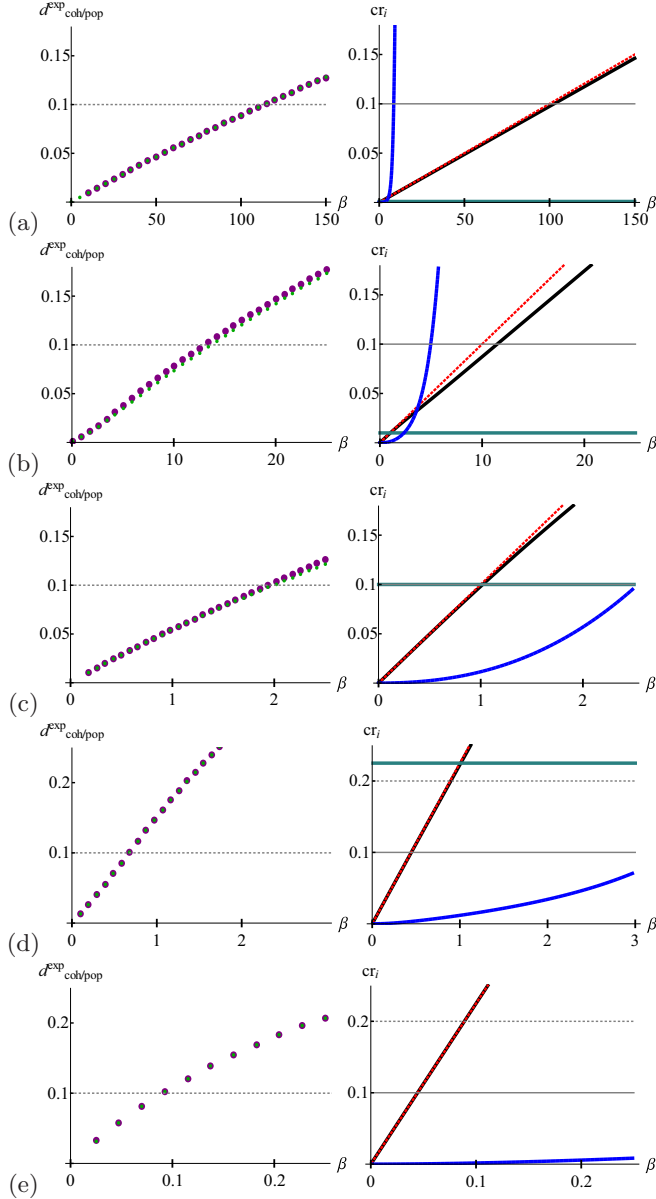 d^exp_coh/pop cr_i
0.15 0.15
0.1 0.1
0.05 0.05
(a) 0 50 100 150 β 0 50 100 150 β
d^exp_coh/pop cr_i
0.15 0.15
0.1 0.1
0.05 0.05
(b) 0 10 20 β 0 10 20 β
d^exp_coh/pop cr_i
0.15 0.15
0.1 0.1
0.05 0.05
(c) 0 1 2 β 0 1 2 β
d^exp_coh/pop cr_i
0.2 0.2
0.1 0.1
(d) 0 1 2 β 0 1 2 3 β
d^exp_coh/pop cr_i
0.2 0.2
0.1 0.1
(e) 0 0.1 0.2 β 0 0.1 0.2 β